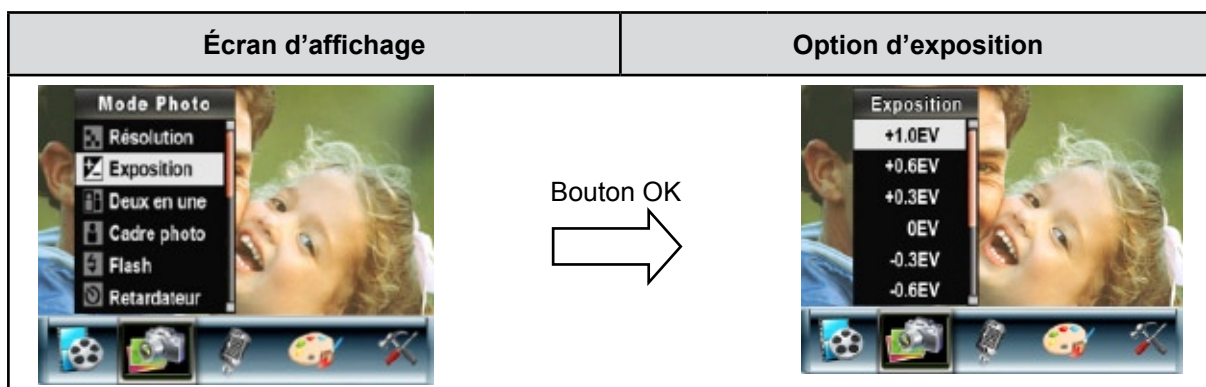 Écran d’affichage
Option d’exposition
Mode Photo
Résolution
Exposition
Deux en une
Cadre photo
Flash
Retardateur
Bouton OK
Exposition
+1.0EV
+0.6EV
+0.3EV
0EV
-0.3EV
-0.6EV